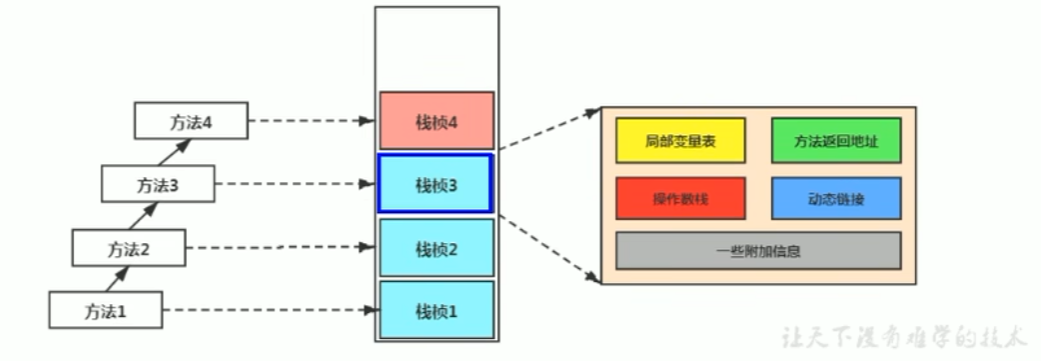 方法4
栈桢4
局部变量表
方法返回地址
方法3
栈桢3
操作数栈
动态链接
方法2
栈桢2
一些附加信息
方法1
栈桢1
让天下没有难学的技术